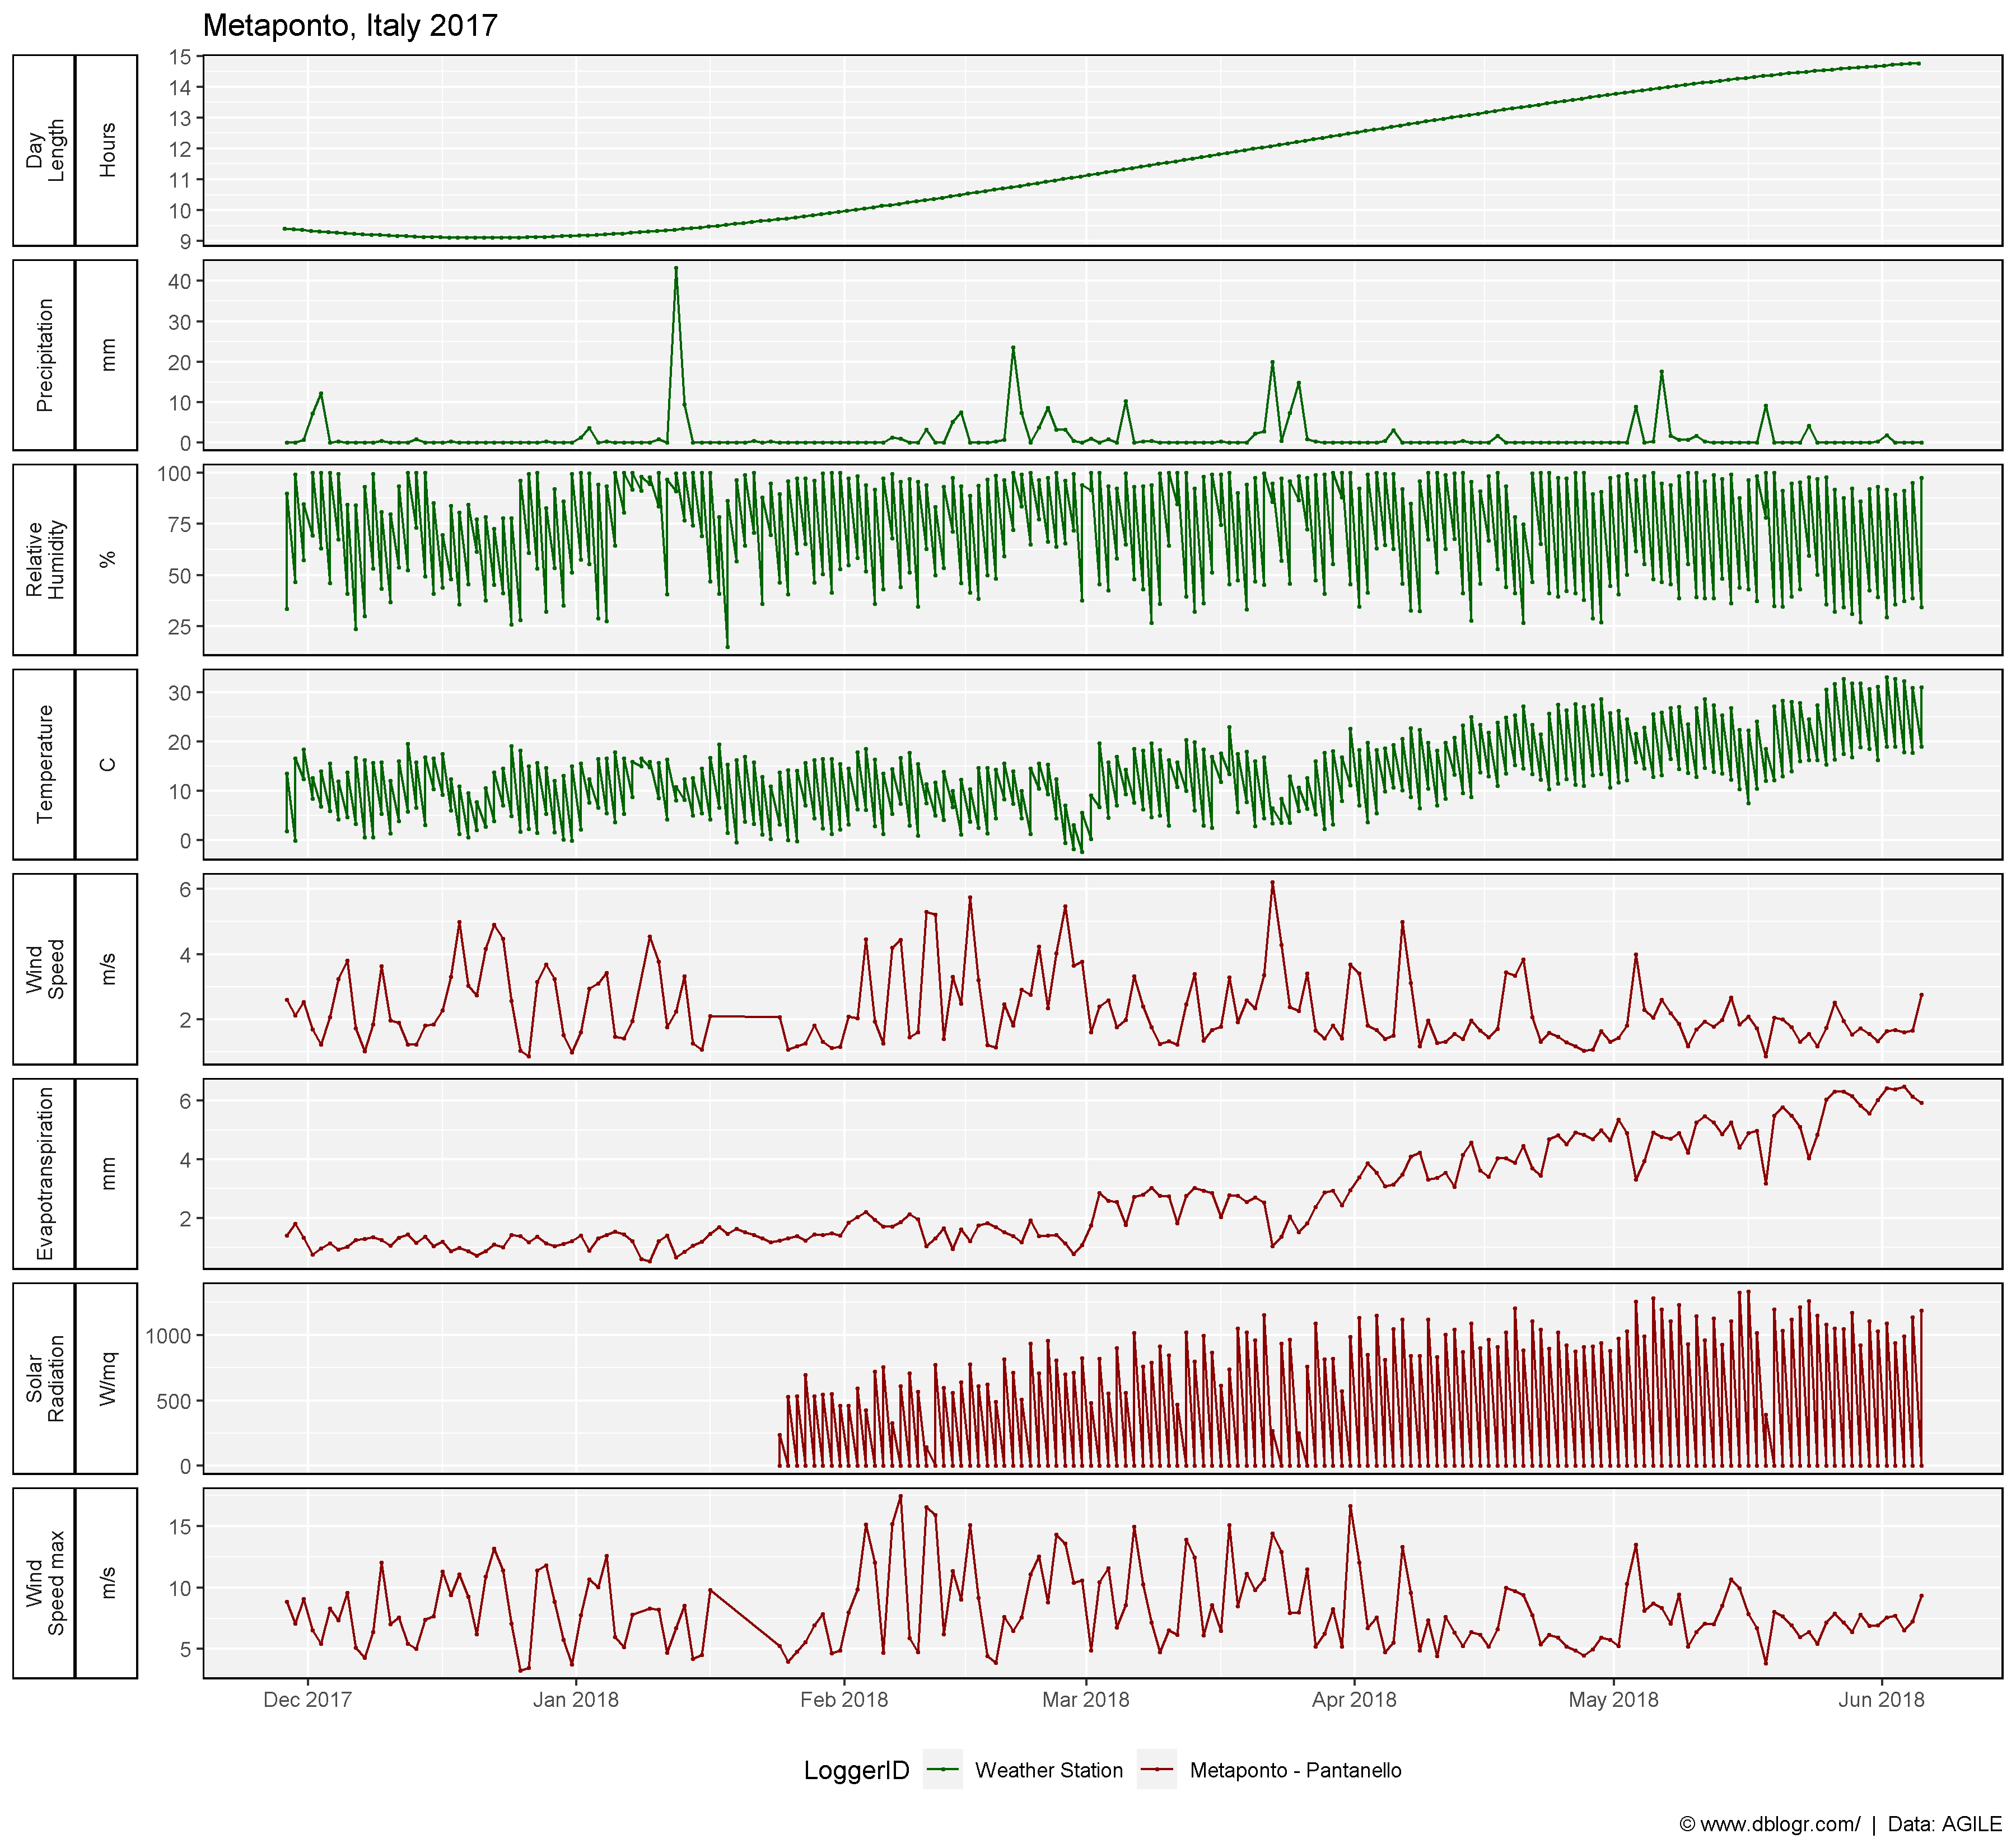 Metaponto, Italy 2017
Day
Length
Hours
15
14
13
12
11
10
9
Precipitation
mm
40
30
20
10
0
Relative
Humidity
%
100
75
50
25
Temperature
C
30
20
10
0
Wind
Speed
m/s
6
4
2
Evapotranspiration
mm
6
4
2
Solar
Radiation
W/mq
1000
500
0
Wind
Speed max
m/s
15
10
5
Dec 2017 Jan 2018 Feb 2018 Mar 2018 Apr 2018 May 2018 Jun 2018
LoggerID Weather Station Metaponto - Pantanello
© www.dblogr.com/ | Data: AGILE